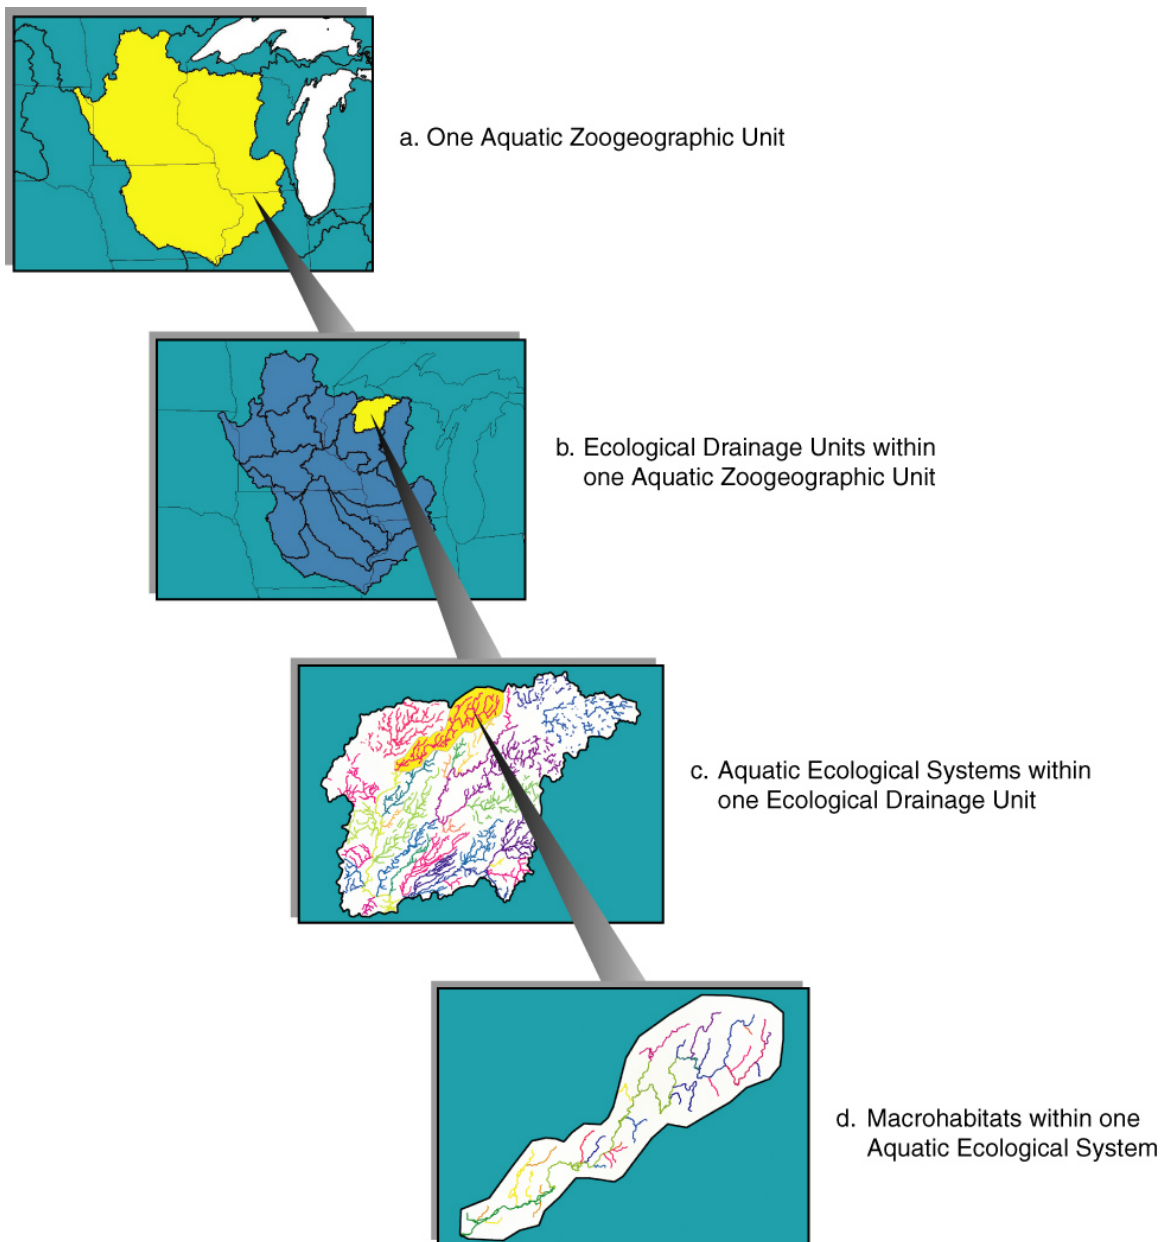 a. One Aquatic Zoogeographic Unit
b. Ecological Drainage Units within
one Aquatic Zoogeographic Unit
c. Aquatic Ecological Systems within
one Ecological Drainage Unit
d. Macrohabitats within one
Aquatic Ecological System